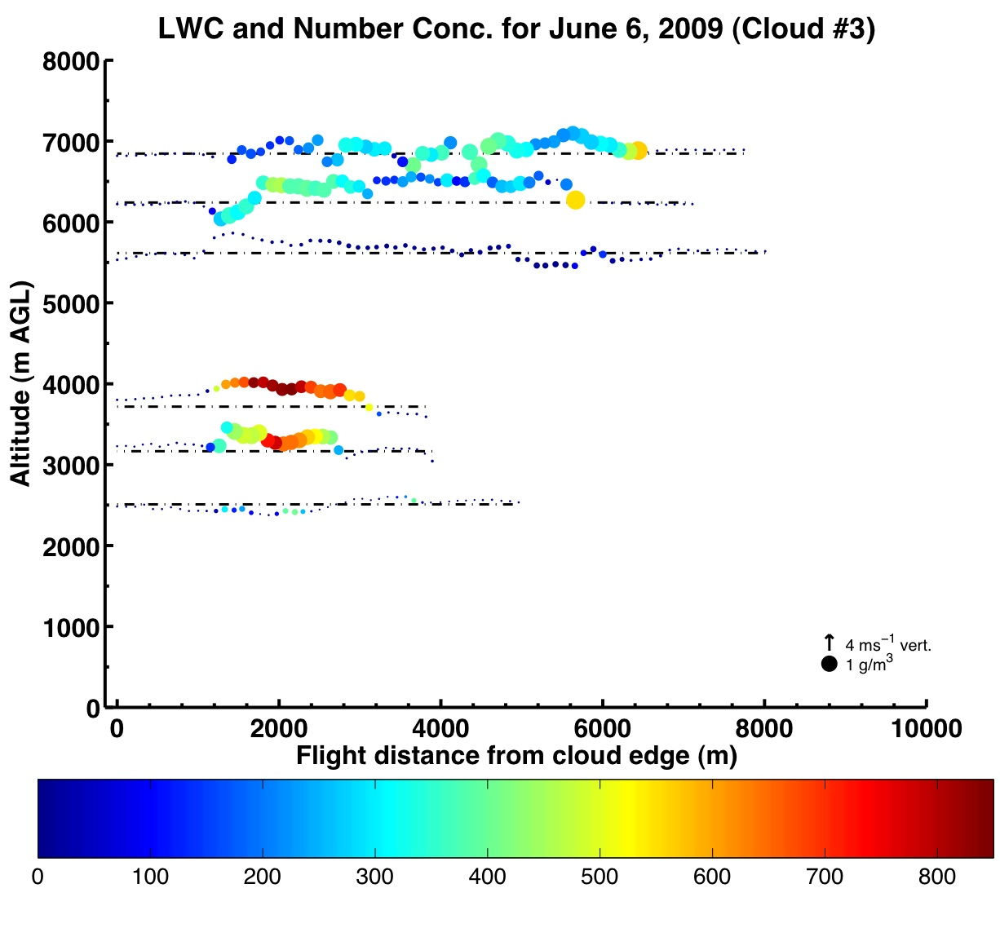 LWC and Number Conc. for June 6, 2009 (Cloud #3)
8000
7000
6000
5000
4000
3000
2000
1000
0
Altitude (m AGL)
4 ms⁻¹ vert.
1 g/m³
0 2000 4000 6000 8000 10000
Flight distance from cloud edge (m)
0 100 200 300 400 500 600 700 800